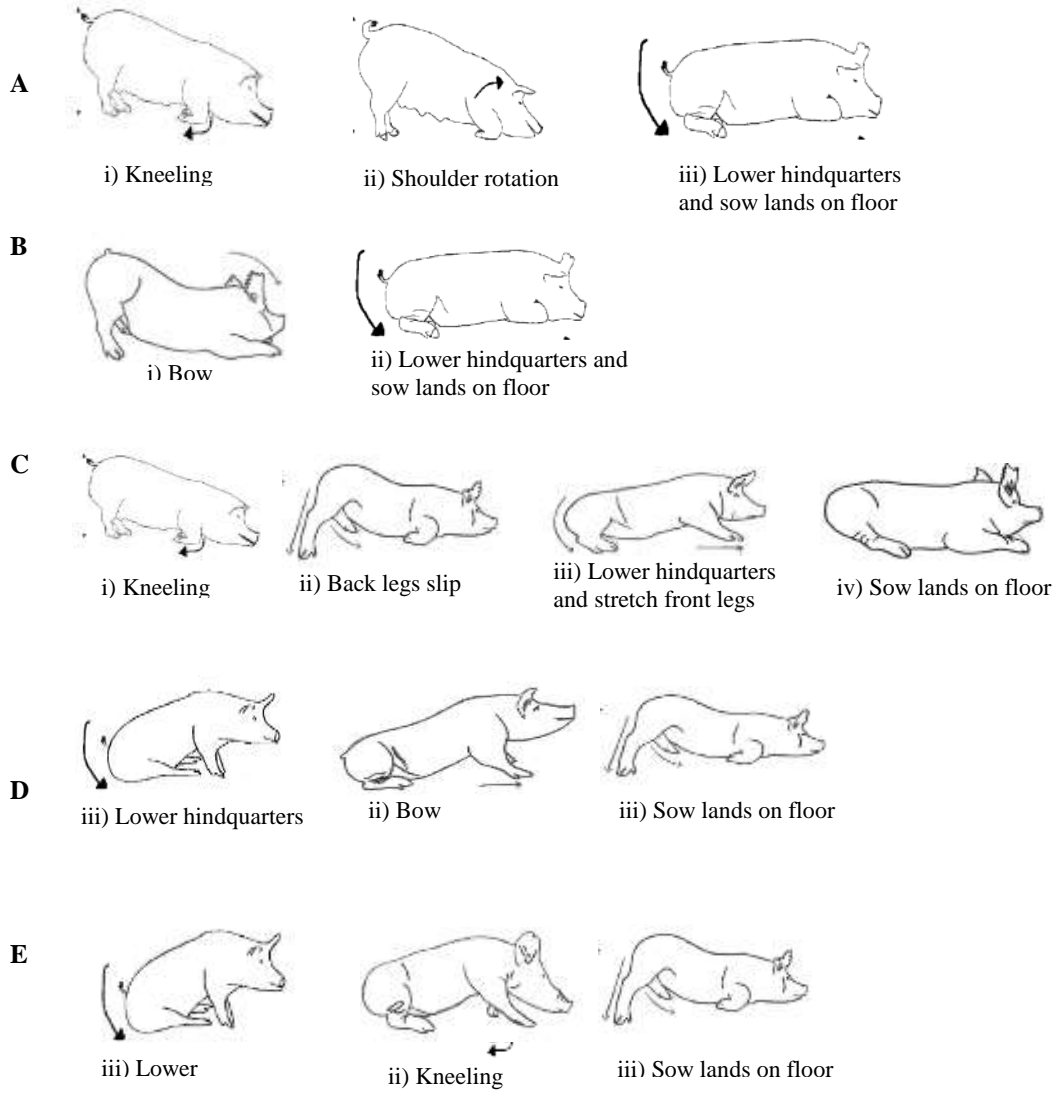 A
i) Kneeling
ii) Shoulder rotation
iii) Lower hindquarters
and sow lands on floor
B
i) Bow
ii) Lower hindquarters and
sow lands on floor
C
i) Kneeling
ii) Back legs slip
iii) Lower hindquarters
and stretch front legs
iv) Sow lands on floor
D
iii) Lower hindquarters
ii) Bow
iii) Sow lands on floor
E
iii) Lower
ii) Kneeling
iii) Sow lands on floor